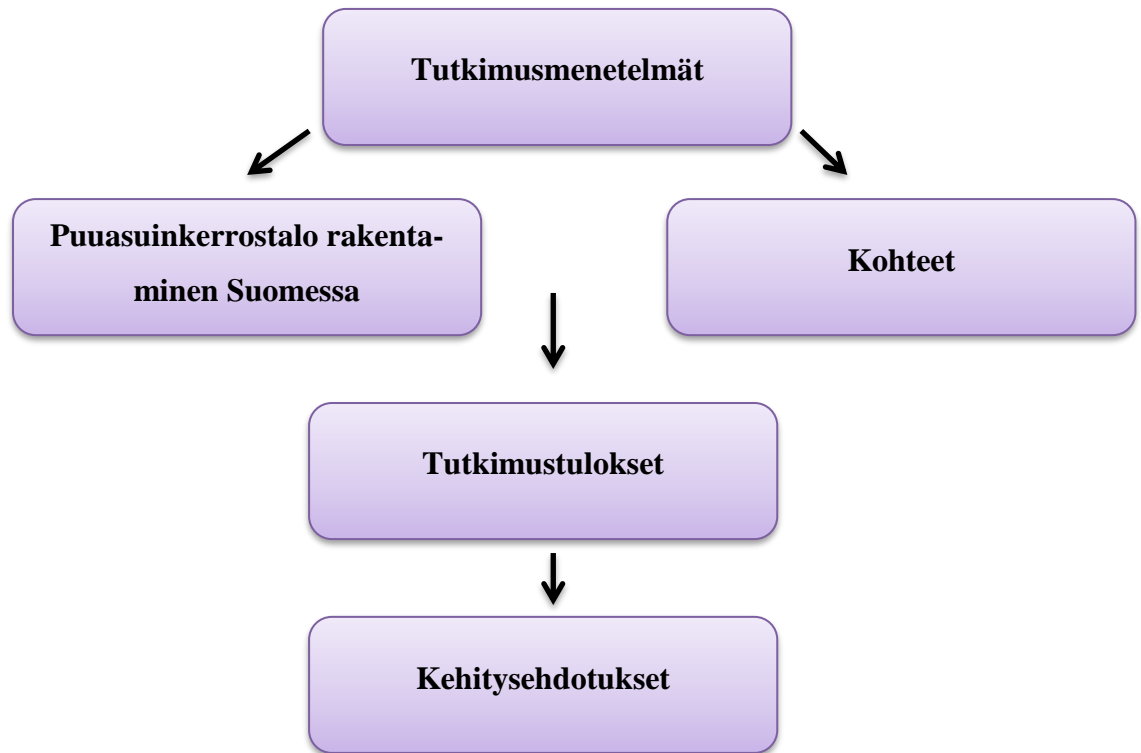 Tutkimusmenetelmät
Puuasuinkerrostalo rakenta-
minen Suomessa
Kohteet
Tutkimustulokset
Kehitysehdotukset